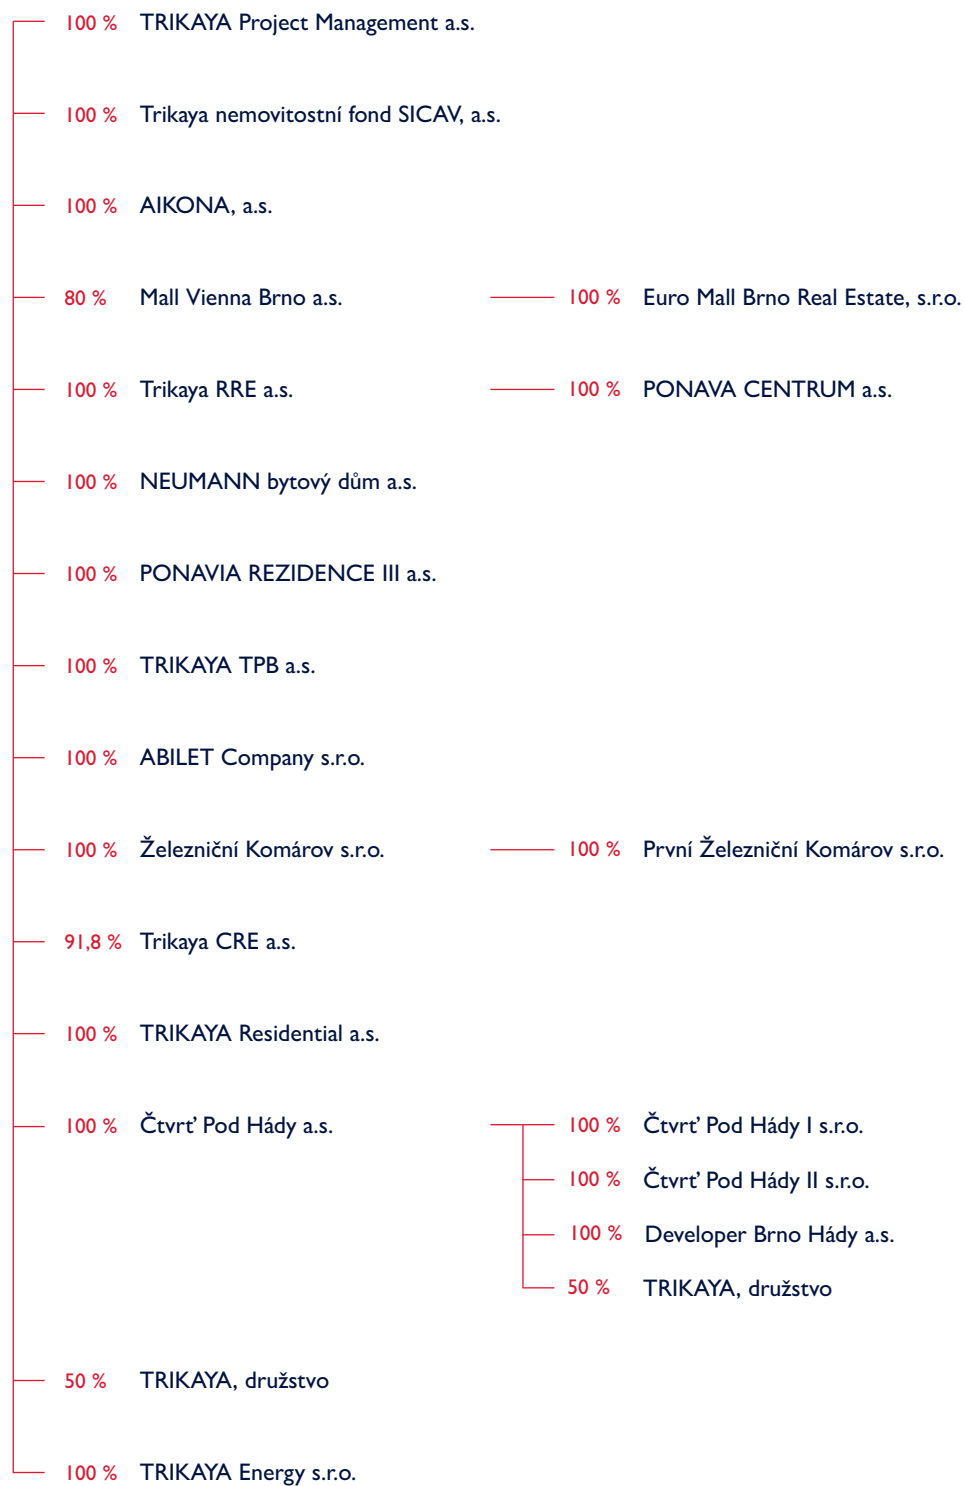 100 % TRIKAYA Project Management a.s.
100 % Trikaya nemovitostní fond SICAV, a.s.
100 % AIKONA, a.s.
80 % Mall Vienna Brno a.s. 100 % Euro Mall Brno Real Estate, s.r.o.
100 % Trikaya RRE a.s. 100 % PONAVA CENTRUM a.s.
100 % NEUMANN bytový dům a.s.
100 % PONAVIA REZIDENCE III a.s.
100 % TRIKAYA TPB a.s.
100 % ABILET Company s.r.o.
100 % Železniční Komárov s.r.o. 100 % První Železniční Komárov s.r.o.
91,8 % Trikaya CRE a.s.
100 % TRIKAYA Residential a.s.
100 % Čtvrť Pod Hády a.s. 100 % Čtvrť Pod Hády I s.r.o.
100 % Čtvrť Pod Hády II s.r.o.
100 % Developer Brno Hády a.s.
50 % TRIKAYA, družstvo
50 % TRIKAYA, družstvo
100 % TRIKAYA Energy s.r.o.